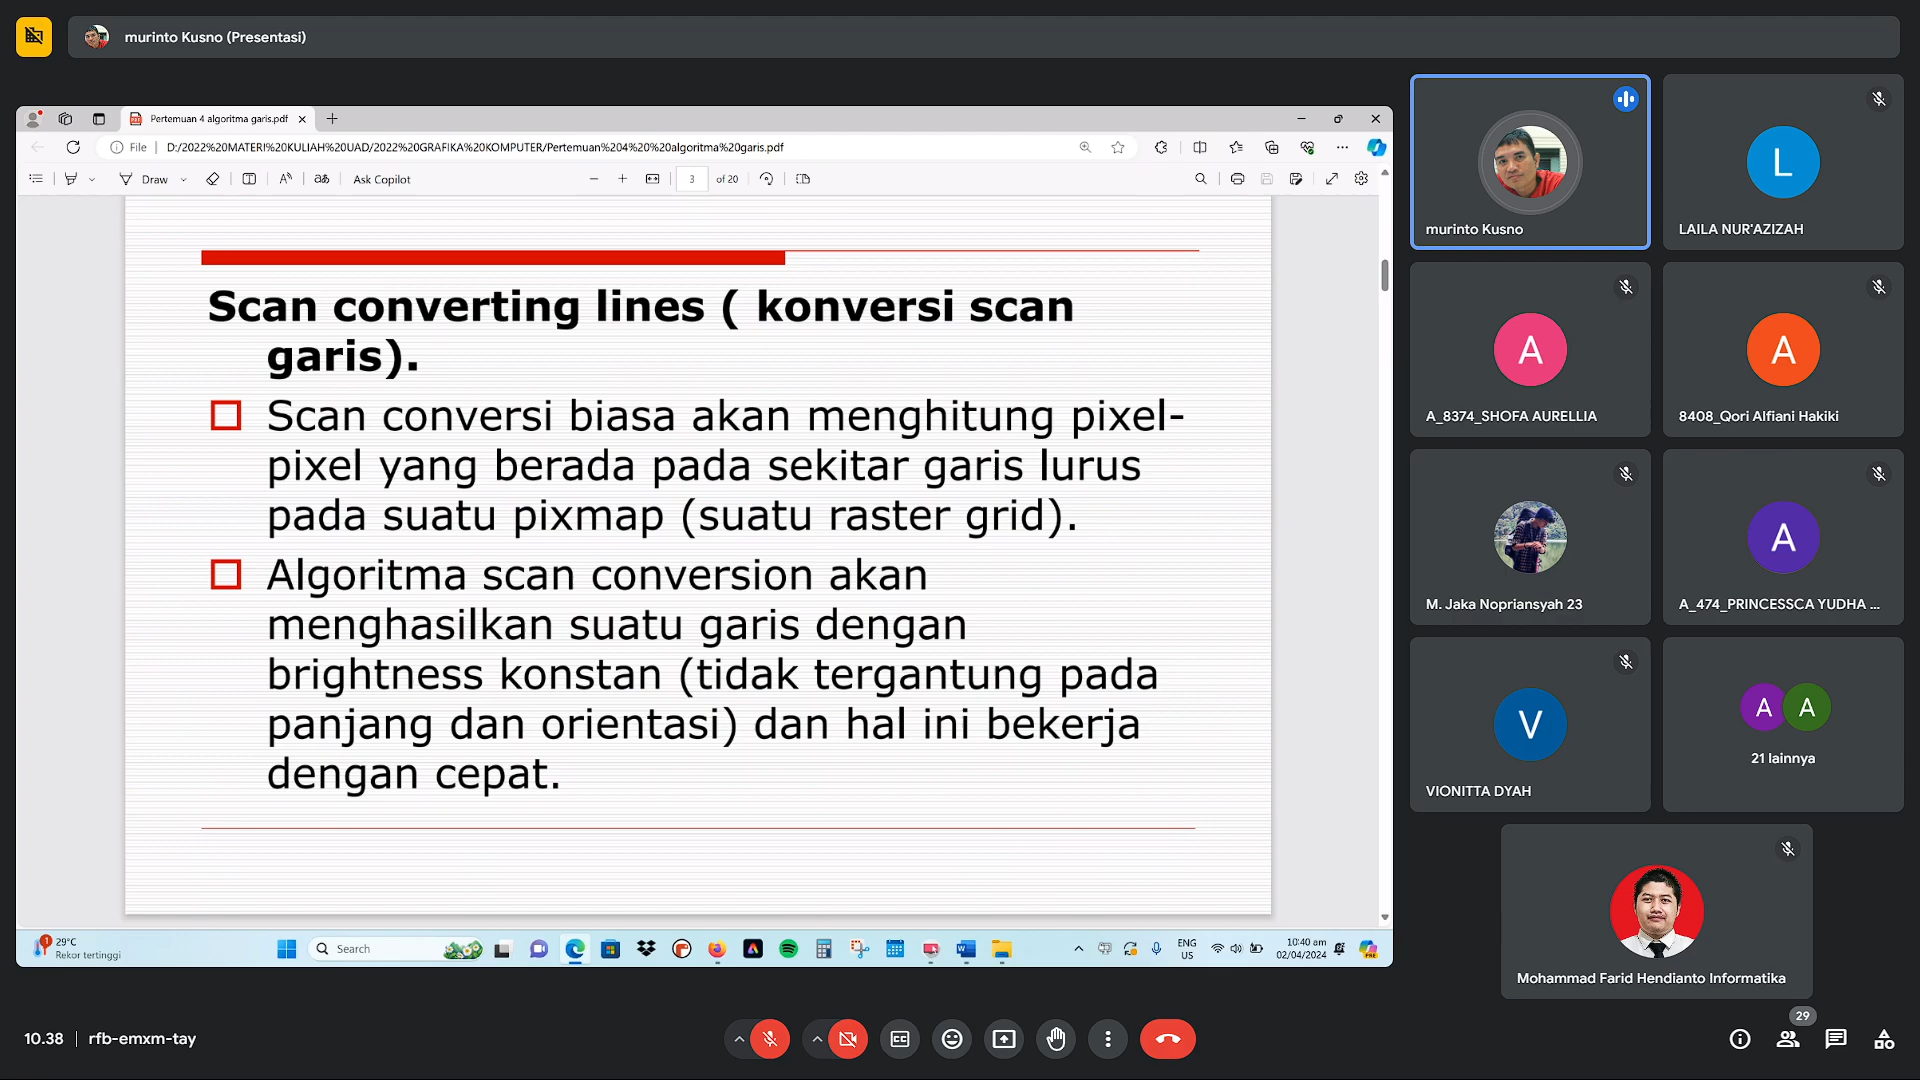 murinto Kusno (Presentasi)
Pertemuan 4 algoritma garis.pdf
File
D:/2022%20MATERI%20KULIAH%20UAD/2022%20GRAFIKA%20KOMPUTER/Pertemuan%204%20%20algoritma%20garis.pdf
Draw
Ask Copilot
3
of 20
Scan converting lines ( konversi scan
garis).
Scan conversi biasa akan menghitung pixel-
pixel yang berada pada sekitar garis lurus
pada suatu pixmap (suatu raster grid).
Algoritma scan conversion akan
menghasilkan suatu garis dengan
brightness konstan (tidak tergantung pada
panjang dan orientasi) dan hal ini bekerja
dengan cepat.
1
29°C
Rekor tertinggi
Search
ENG
US
10:40 am
02/04/2024
murinto Kusno
L
LAILA NUR'AZIZAH
A
A_8374_SHOFA AURELLIA
A
8408_Qori Alfiani Hakiki
M. Jaka Nopriansyah 23
A
A_474_PRINCESSCA YUDHA ...
V
VIONITTA DYAH
A A
21 lainnya
Mohammad Farid Hendianto Informatika
10.38
rfb-emxm-tay
29